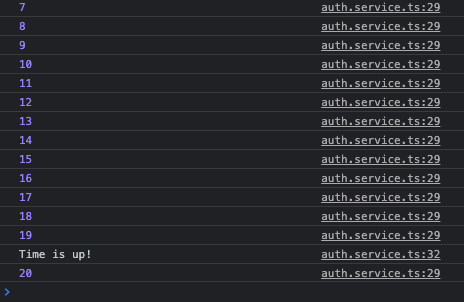 7 auth.service.ts:29
8 auth.service.ts:29
9 auth.service.ts:29
10 auth.service.ts:29
11 auth.service.ts:29
12 auth.service.ts:29
13 auth.service.ts:29
14 auth.service.ts:29
15 auth.service.ts:29
16 auth.service.ts:29
17 auth.service.ts:29
18 auth.service.ts:29
19 auth.service.ts:29
Time is up! auth.service.ts:32
20 auth.service.ts:29
>